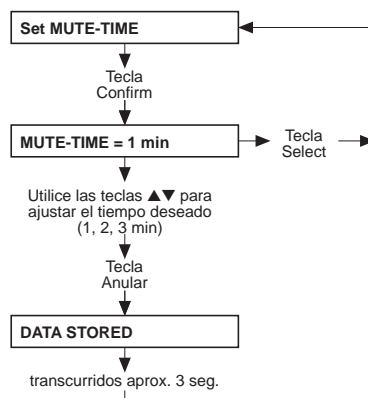 Set MUTE-TIME
Tecla
Confirm
MUTE-TIME = 1 min
Tecla
Select
Utilice las teclas ▲▼ para
ajustar el tiempo deseado
(1, 2, 3 min)
Tecla
Anular
DATA STORED
transcurridos aprox. 3 seg.